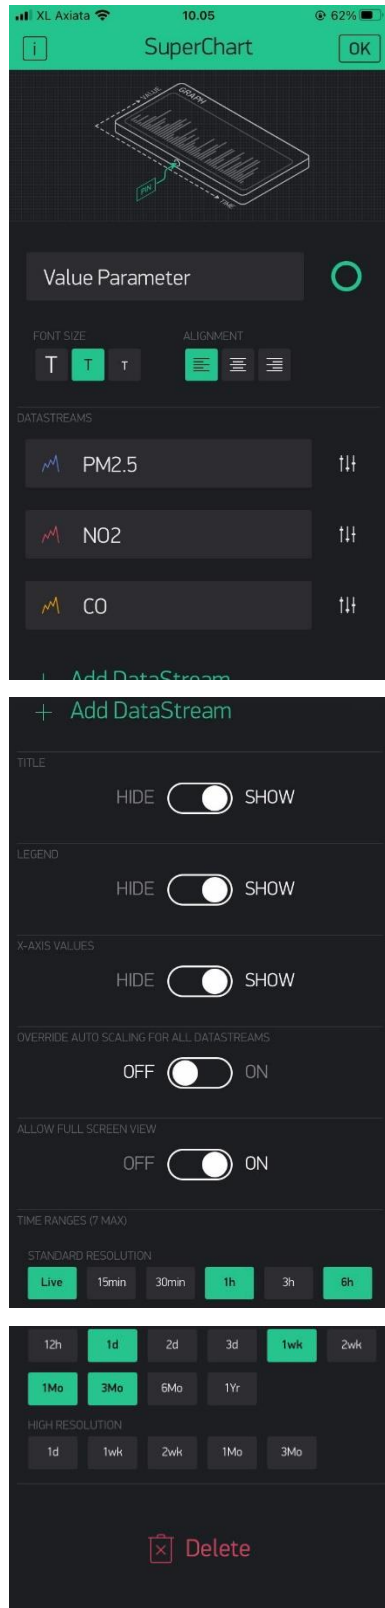 XL Axiata 10.05 62%
i SuperChart OK
VALUE
GRAPH
PIN
TIME
Value Parameter
FONT SIZE ALIGNMENT
T T T
DATASTREAMS
PM2.5
NO2
CO
+ Add DataStream
+ Add DataStream
TITLE
HIDE SHOW
LEGEND
HIDE SHOW
X-AXIS VALUES
HIDE SHOW
OVERRIDE AUTO SCALING FOR ALL DATASTREAMS
OFF ON
ALLOW FULL SCREEN VIEW
OFF ON
TIME RANGES (7 MAX)
STANDARD RESOLUTION
Live 15min 30min 1h 3h 6h
12h 1d 2d 3d 1wk 2wk
1Mo 3Mo 6Mo 1Yr
HIGH RESOLUTION
1d 1wk 2wk 1Mo 3Mo
Delete